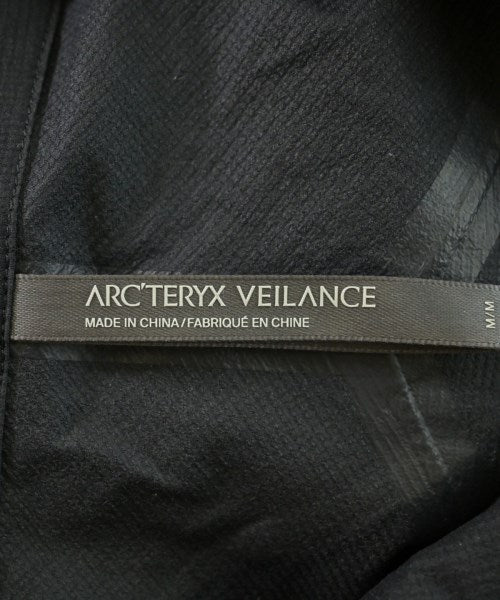 ARC'TERYX VEILANCE
MADE IN CHINA/FABRIQUÉ EN CHINE
M/M